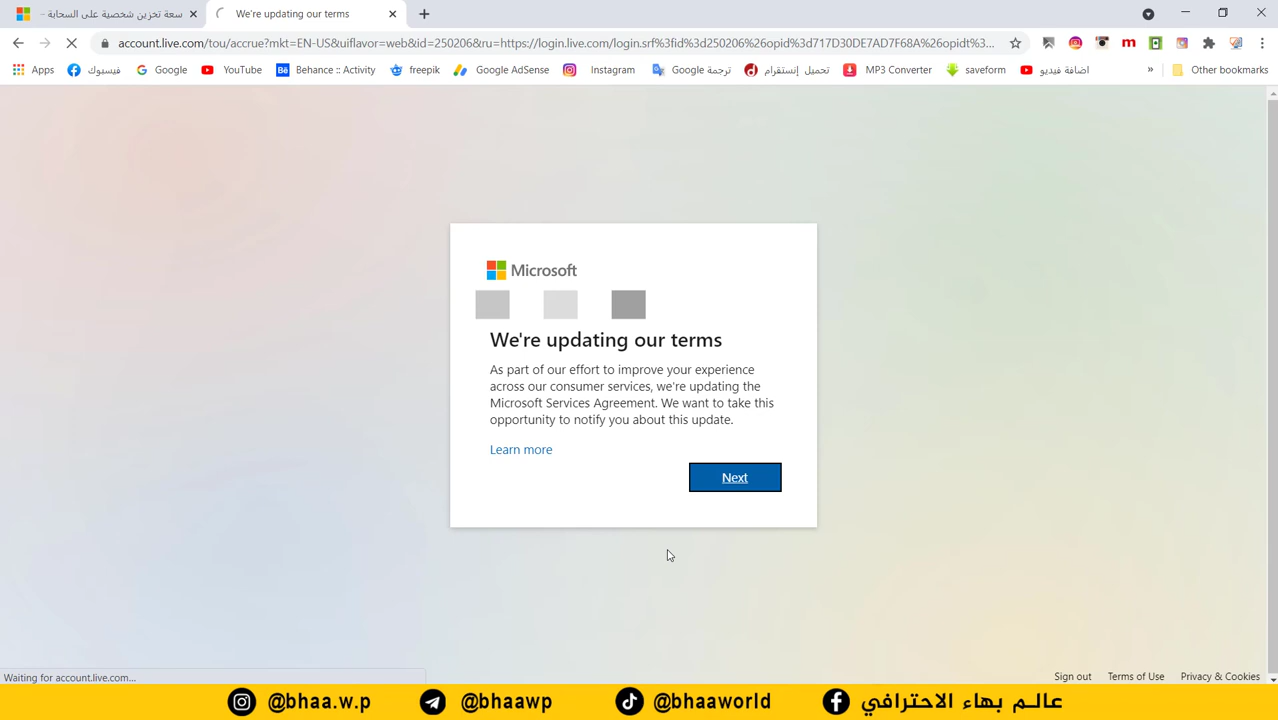 سعة تخزين شخصية على السحابة –
We're updating our terms
account.live.com/tou/accrue?mkt=EN-US&uiflavor=web&id=250206&ru=https://login.live.com/login.srf%3fid%3d250206%26opid%3d717D30DE7AD7F68A%26opidt%3d...
Apps فيسبوك Google YouTube Behance :: Activity freepik Google AdSense Instagram ترجمة Google تحميل إنستقرام MP3 Converter saveform اضافة فيديو » Other bookmarks
Microsoft
We're updating our terms
As part of our effort to improve your experience
across our consumer services, we're updating the
Microsoft Services Agreement. We want to take this
opportunity to notify you about this update.
Learn more
Next
Waiting for account.live.com...
Sign out Terms of Use Privacy & Cookies
@bhaa.w.p @bhaawp @bhaaworld عالم بهاء الاحترافي